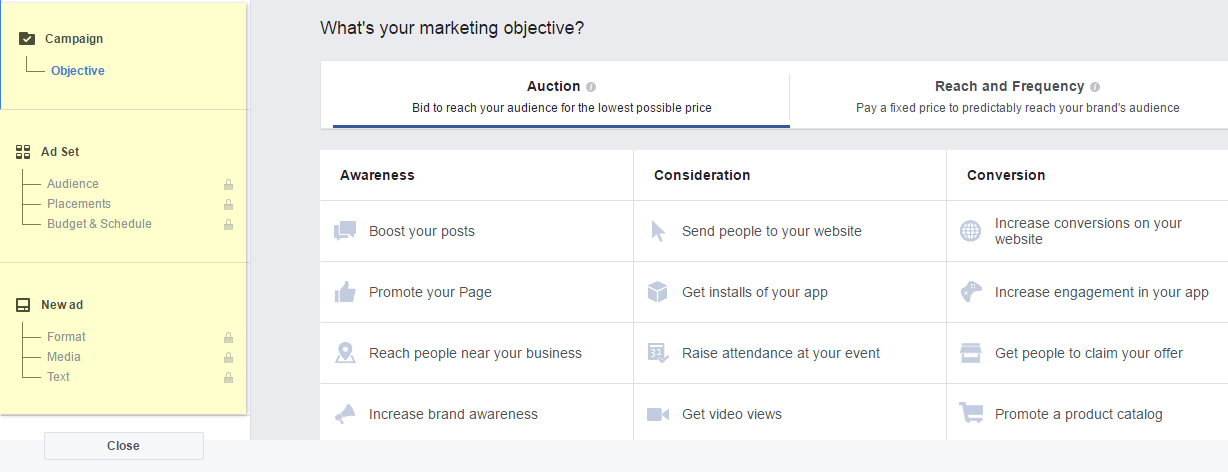 Campaign
Objective
Ad Set
Audience
Placements
Budget & Schedule
New ad
Format
Media
Text
Close
What's your marketing objective?
Auction
Bid to reach your audience for the lowest possible price
Reach and Frequency
Pay a fixed price to predictably reach your brand's audience
Awareness
Consideration
Conversion
Boost your posts
Send people to your website
Increase conversions on your
website
Promote your Page
Get installs of your app
Increase engagement in your app
Reach people near your business
31
Raise attendance at your event
Get people to claim your offer
Increase brand awareness
Get video views
Promote a product catalog